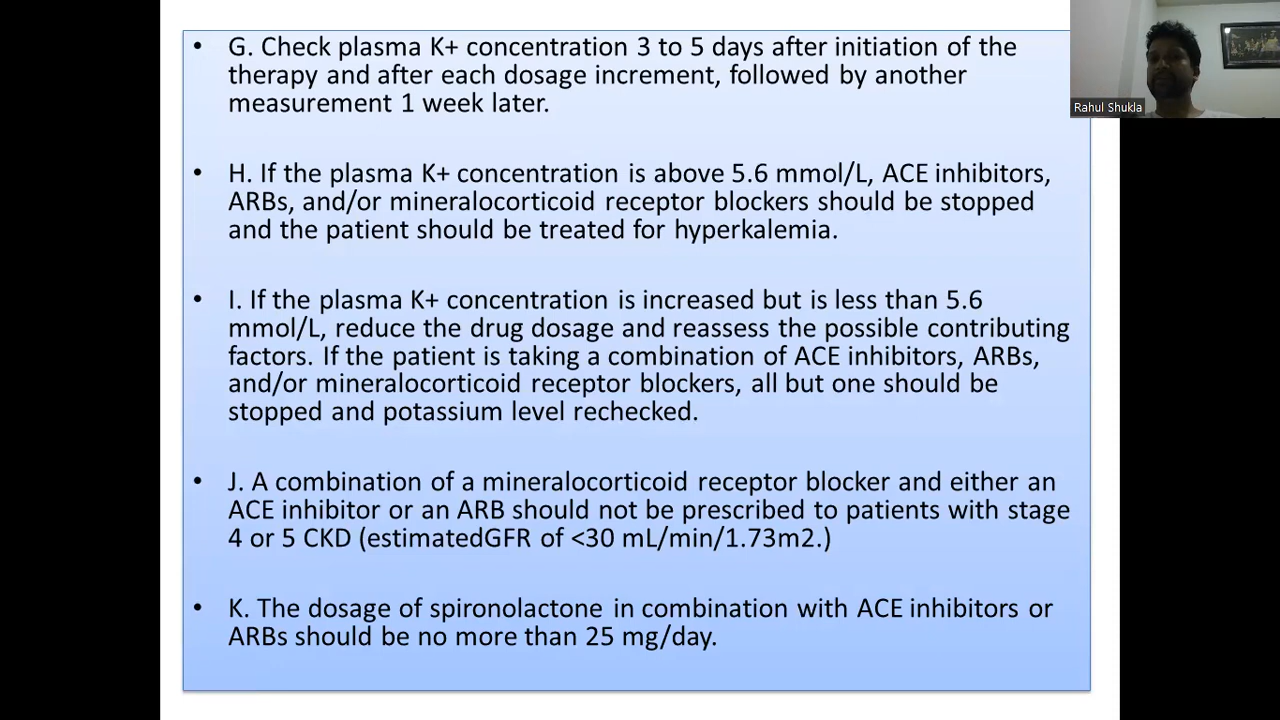 • G. Check plasma K+ concentration 3 to 5 days after initiation of the
therapy and after each dosage increment, followed by another
measurement 1 week later.
• H. If the plasma K+ concentration is above 5.6 mmol/L, ACE inhibitors,
ARBs, and/or mineralocorticoid receptor blockers should be stopped
and the patient should be treated for hyperkalemia.
• I. If the plasma K+ concentration is increased but is less than 5.6
mmol/L, reduce the drug dosage and reassess the possible contributing
factors. If the patient is taking a combination of ACE inhibitors, ARBs,
and/or mineralocorticoid receptor blockers, all but one should be
stopped and potassium level rechecked.
• J. A combination of a mineralocorticoid receptor blocker and either an
ACE inhibitor or an ARB should not be prescribed to patients with stage
4 or 5 CKD (estimatedGFR of <30 mL/min/1.73m2.)
• K. The dosage of spironolactone in combination with ACE inhibitors or
ARBs should be no more than 25 mg/day.
Rahul Shukla